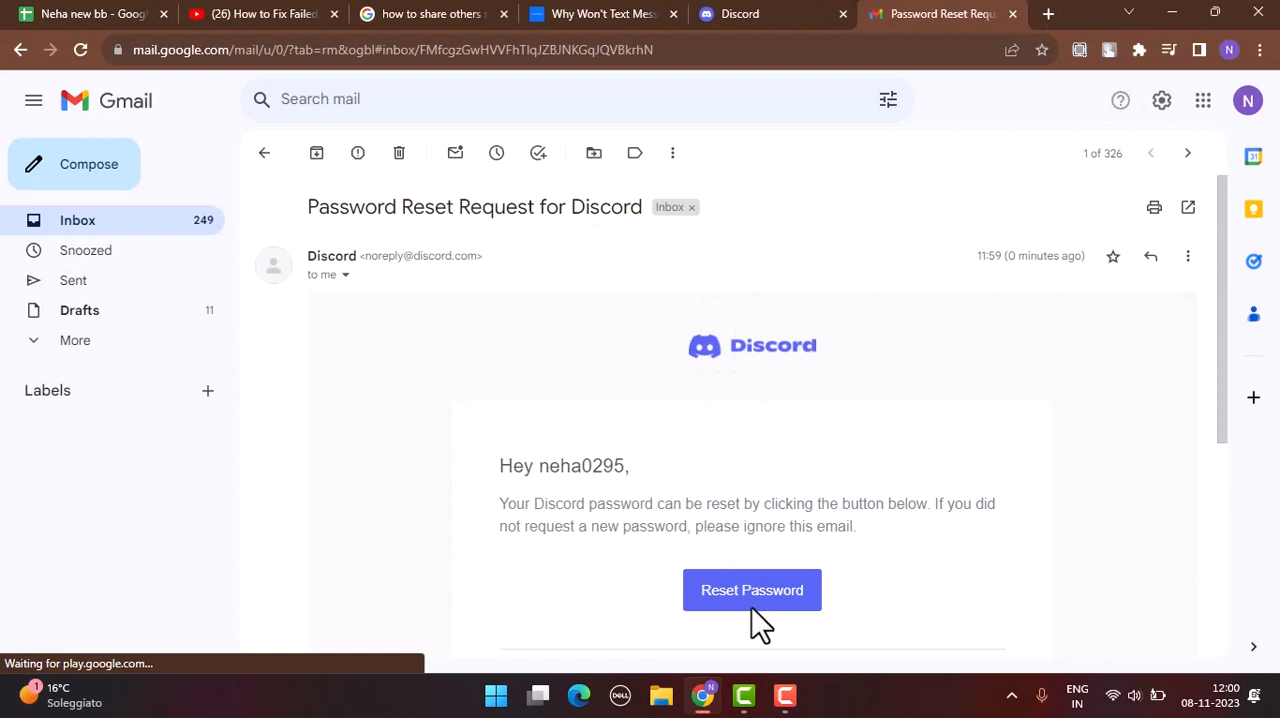 Neha new bb - Goog
(26) How to Fix Failed
how to share others s
Why Won't Text Mess
Discord
Password Reset Requ
mail.google.com/mail/u/0/?tab=rm&ogbl#inbox/FMfcgzGwHVVFhTlqJZBJNKGqJQVBkrhN
N
Gmail
Search mail
N
Compose
1 of 326
31
Inbox 249
Password Reset Request for Discord
Inbox ×
Snoozed
Discord <noreply@discord.com>
11:59 (0 minutes ago)
Sent
to me
Drafts 11
More
Discord
Labels
Hey neha0295,
Your Discord password can be reset by clicking the button below. If you did
not request a new password, please ignore this email.
Reset Password
Waiting for play.google.com...
1
16°C
Soleggiato
DELL
N
ENG
IN
12:00
08-11-2023